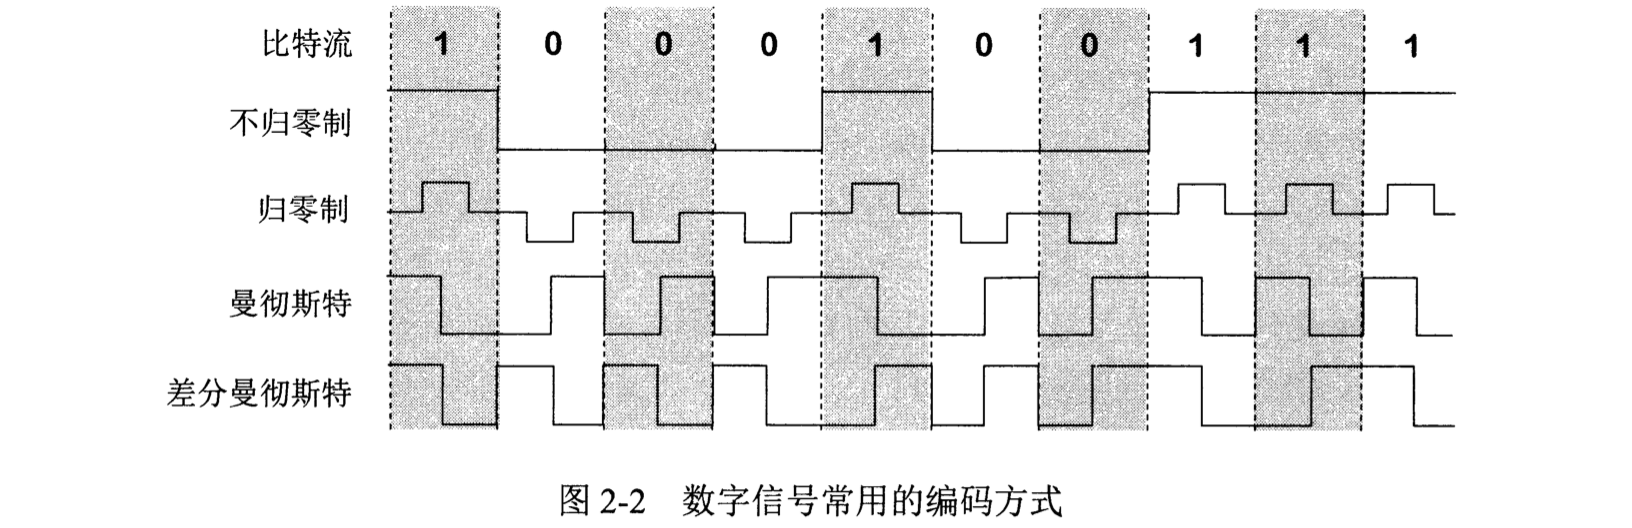 比特流 1 0 0 0 1 0 0 1 1 1
不归零制
归零制
曼彻斯特
差分曼彻斯特
图 2-2 数字信号常用的编码方式